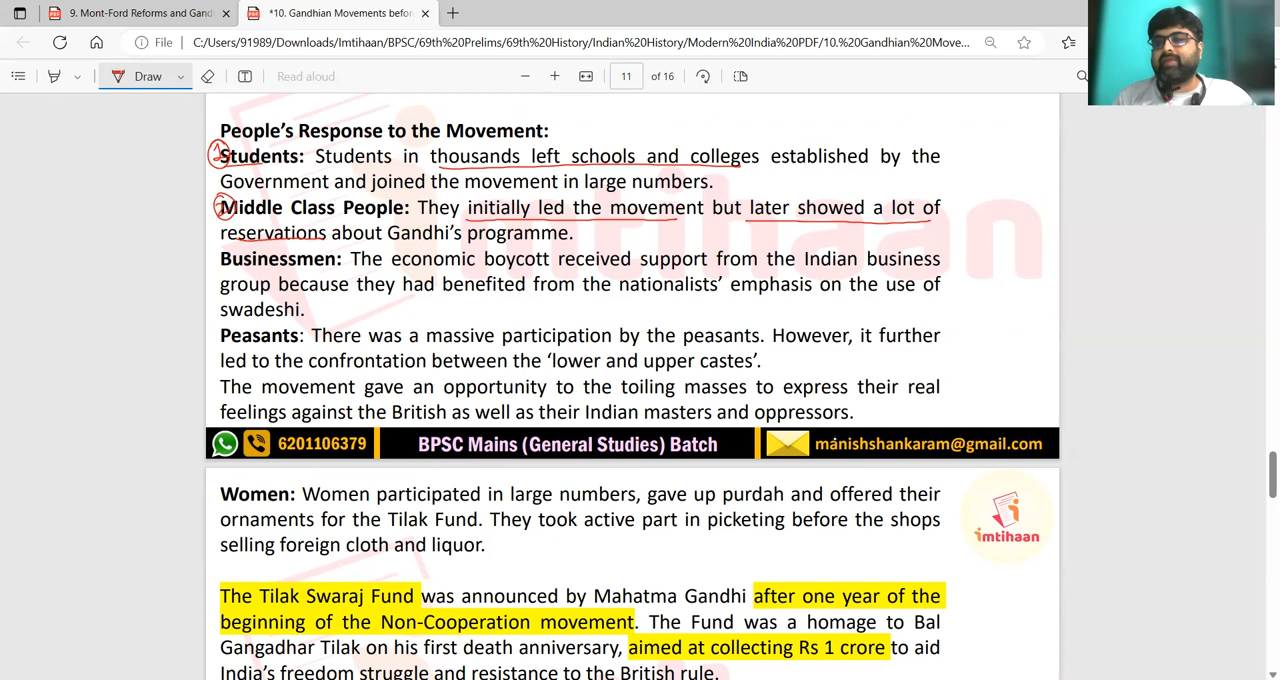 9. Mont-Ford Reforms and Gand
*10. Gandhian Movements befor
File
C:/Users/91989/Downloads/Imtihaan/BPSC/69th%20Prelims/69th%20History/Indian%20History/Modern%20India%20PDF/10.%20Gandhian%20Move...
Draw
Read aloud
11 of 16
People's Response to the Movement:
1 Students: Students in thousands left schools and colleges established by the
Government and joined the movement in large numbers.
2 Middle Class People: They initially led the movement but later showed a lot of
reservations about Gandhi's programme.
Businessmen: The economic boycott received support from the Indian business
group because they had benefited from the nationalists' emphasis on the use of
swadeshi.
Peasants: There was a massive participation by the peasants. However, it further
led to the confrontation between the 'lower and upper castes'.
The movement gave an opportunity to the toiling masses to express their real
feelings against the British as well as their Indian masters and oppressors.
imtihaan
6201106379 BPSC Mains (General Studies) Batch manishshankaram@gmail.com
Women: Women participated in large numbers, gave up purdah and offered their
ornaments for the Tilak Fund. They took active part in picketing before the shops
selling foreign cloth and liquor.
imtihaan
The Tilak Swaraj Fund was announced by Mahatma Gandhi after one year of the
beginning of the Non-Cooperation movement. The Fund was a homage to Bal
Gangadhar Tilak on his first death anniversary, aimed at collecting Rs 1 crore to aid
India's freedom struggle and resistance to the British rule.